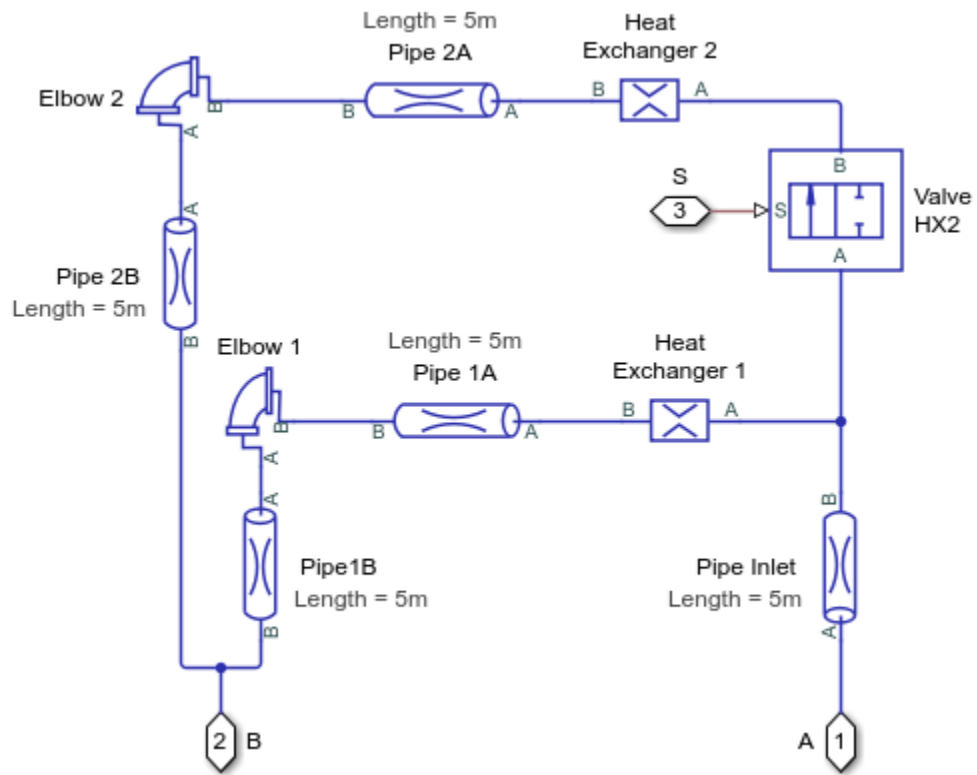 Length = 5m
Pipe 2A
Heat
Exchanger 2
Elbow 2
B
B
A
B
A
A
S
3
S
B
A
Valve
HX2
A
Pipe 2B
Length = 5m
B
Elbow 1
Length = 5m
Pipe 1A
Heat
Exchanger 1
B
B
A
B
A
A
A
Pipe1B
Length = 5m
B
B
Pipe Inlet
Length = 5m
A
2
B
A
1